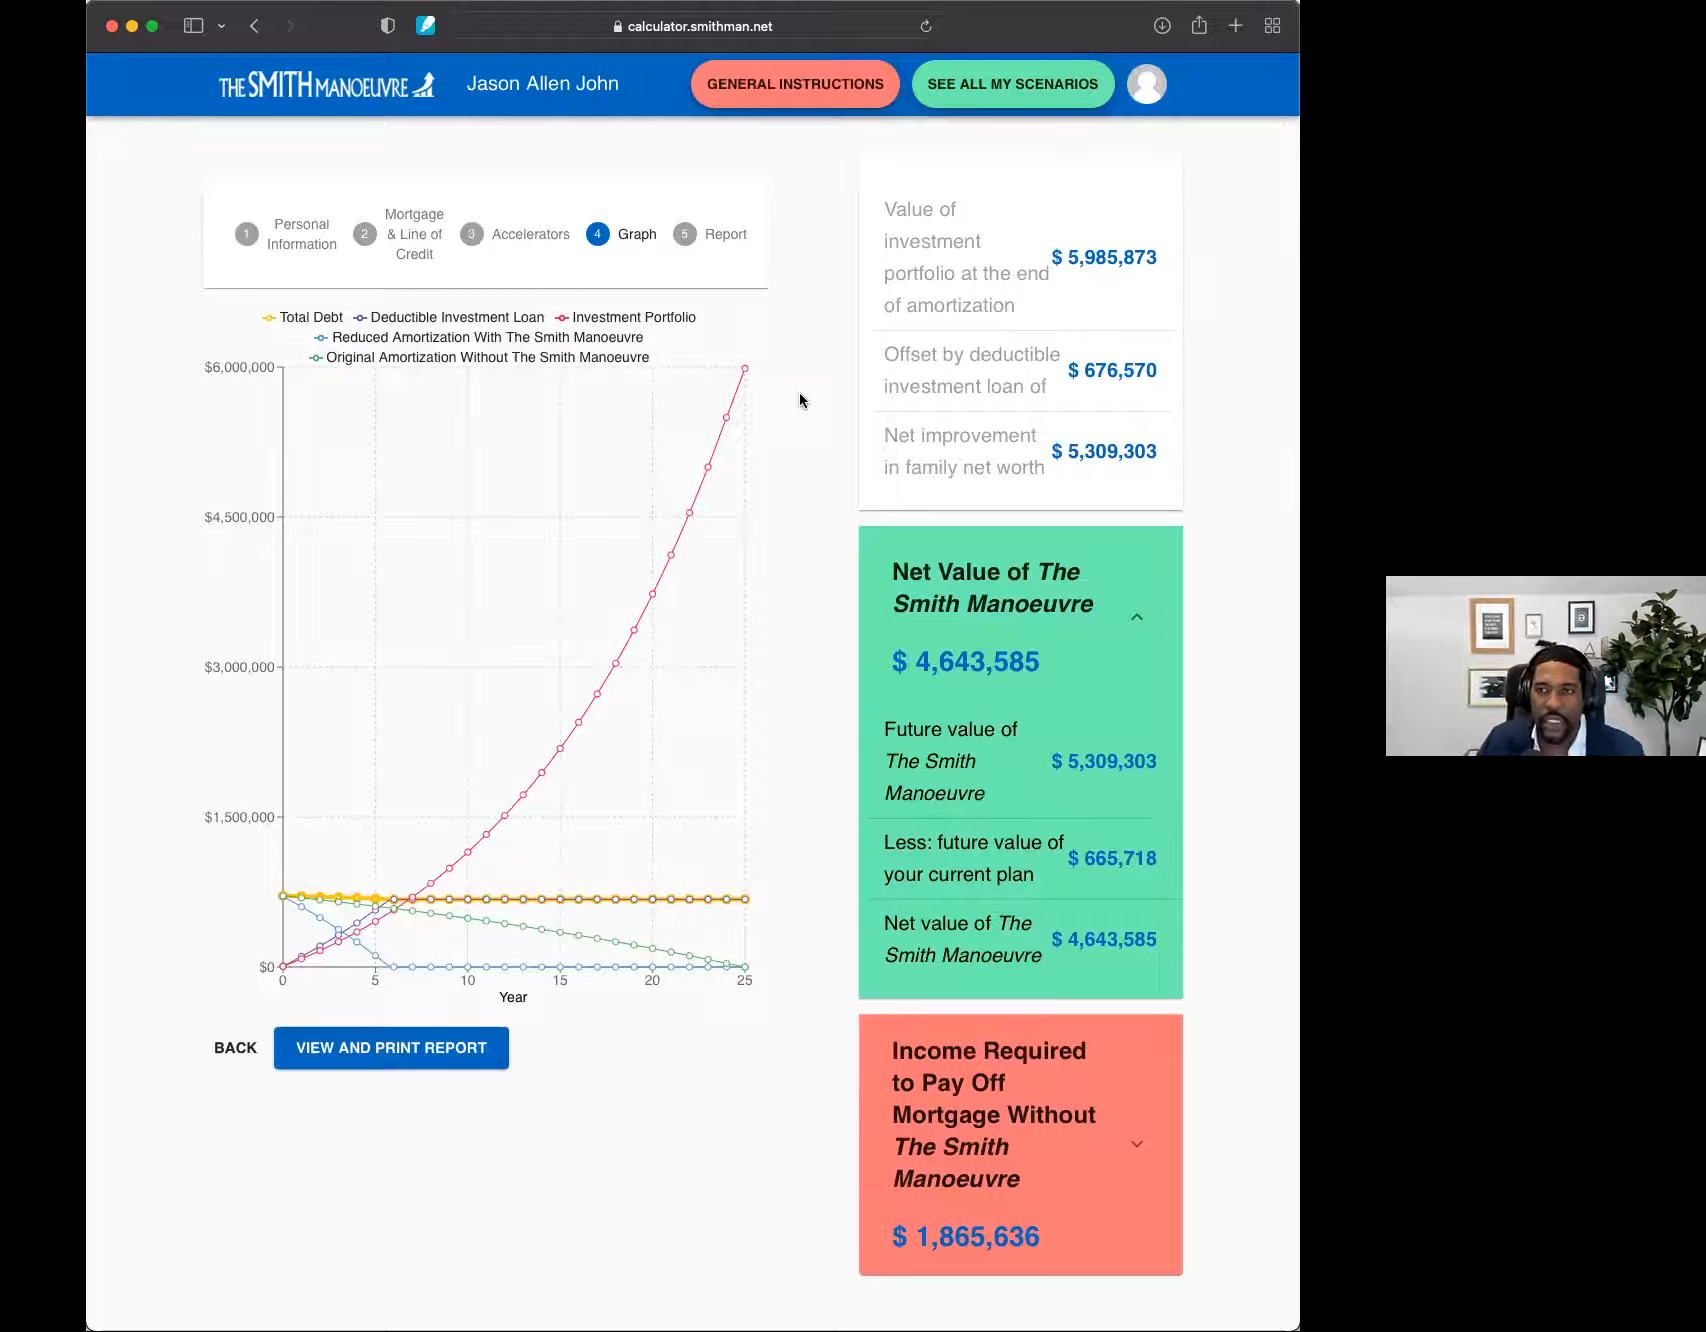 calculator.smithman.net
THE SMITH MANOEUVRE
Jason Allen John
GENERAL INSTRUCTIONS
SEE ALL MY SCENARIOS
1 Personal Information
2 Mortgage & Line of Credit
3 Accelerators
4 Graph
5 Report
Total Debt Deductible Investment Loan Investment Portfolio
Reduced Amortization With The Smith Manoeuvre
Original Amortization Without The Smith Manoeuvre
$6,000,000
$4,500,000
$3,000,000
$1,500,000
$0
0 5 10 15 20 25
Year
BACK
VIEW AND PRINT REPORT
Value of
investment
portfolio at the end
of amortization
$ 5,985,873
Offset by deductible
investment loan of
$ 676,570
Net improvement
in family net worth
$ 5,309,303
Net Value of The
Smith Manoeuvre
$ 4,643,585
Future value of
The Smith
Manoeuvre
$ 5,309,303
Less: future value of
your current plan
$ 665,718
Net value of The
Smith Manoeuvre
$ 4,643,585
Income Required
to Pay Off
Mortgage Without
The Smith
Manoeuvre
$ 1,865,636